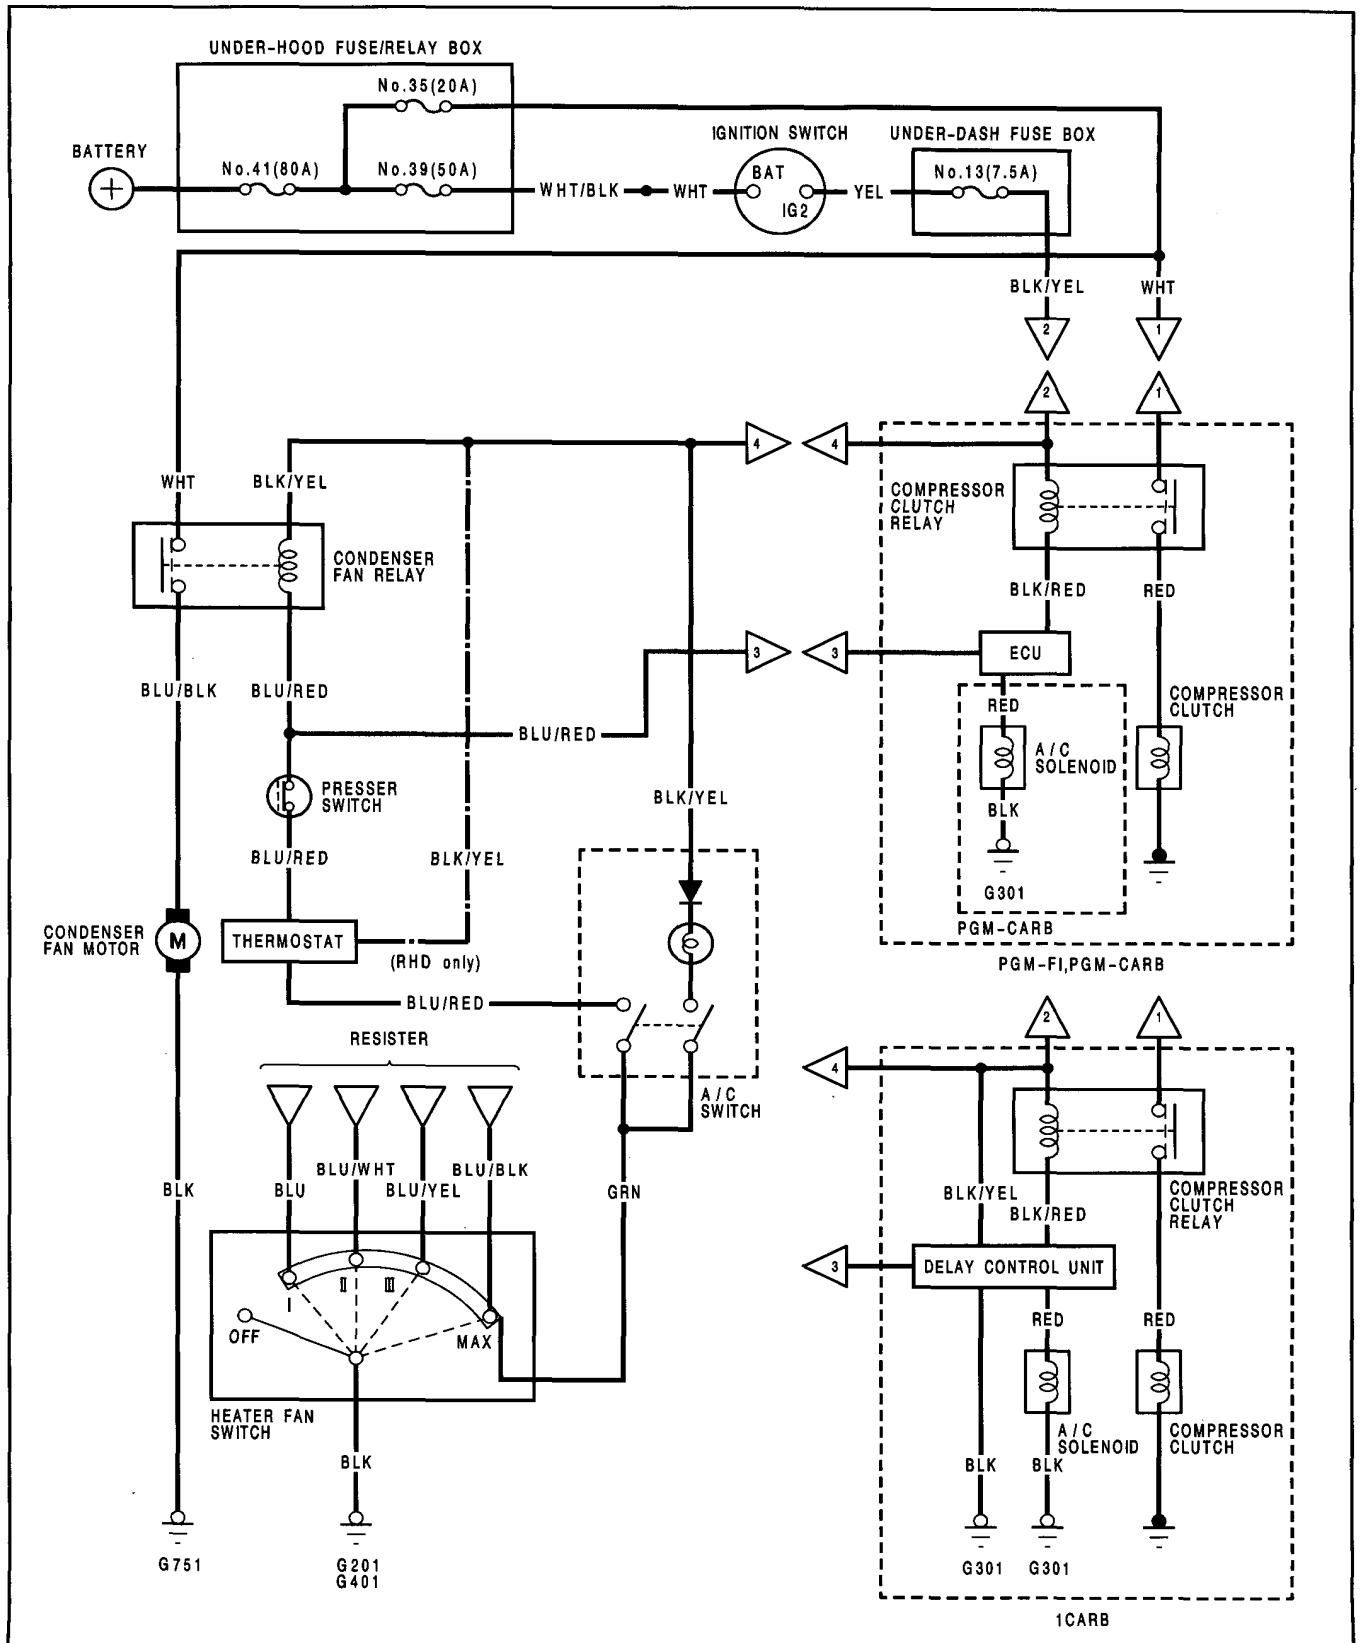 UNDER-HOOD FUSE/RELAY BOX
No.35(20A)
BATTERY
No.41(80A)
No.39(50A)
WHT/BLK
WHT
IGNITION SWITCH
BAT
IG2
YEL
UNDER-DASH FUSE BOX
No.13(7.5A)
BLK/YEL
WHT
2
1
2
1
4
4
WHT
BLK/YEL
CONDENSER
FAN RELAY
COMPRESSOR
CLUTCH
RELAY
BLK/RED
RED
3
3
ECU
BLU/BLK
BLU/RED
BLU/RED
RED
A/C
SOLENOID
BLK
G301
PGM-CARB
COMPRESSOR
CLUTCH
PGM-FI,PGM-CARB
PRESSER
SWITCH
BLK/YEL
BLU/RED
BLK/YEL
CONDENSER
FAN MOTOR
M
THERMOSTAT
(RHD only)
BLU/RED
A/C
SWITCH
RESISTER
BLU
BLU/WHT
BLU/YEL
BLU/BLK
BLK
GRN
OFF
I
II
III
MAX
HEATER FAN
SWITCH
BLK
G751
G201
G401
2
1
4
BLK/YEL
BLK/RED
COMPRESSOR
CLUTCH
RELAY
3
DELAY CONTROL UNIT
RED
RED
A/C
SOLENOID
COMPRESSOR
CLUTCH
BLK
BLK
G301
G301
1CARB